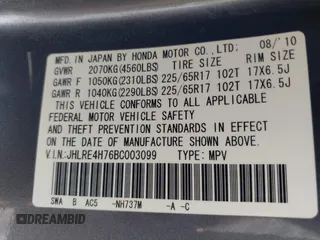 MFD. IN JAPAN BY HONDA MOTOR CO., LTD. 08/'10
GVWR 2070KG(4560LBS) TIRE SIZE RIM SIZE
GAWR F 1050KG(2310LBS) 225/65R17 102T 17X6.5J
GAWR R 1040KG(2290LBS) 225/65R17 102T 17X6.5J
THIS VEHICLE CONFORMS TO ALL APPLICABLE
FEDERAL MOTOR VEHICLE SAFETY
STANDARDS IN EFFECT ON THE DATE OF
MANUFACTURE SHOWN ABOVE.
V.I.N:JHLRE4H76BC003099 TYPE: MPV
SWA B AC5 -NH737M -A -C
DREAMBID